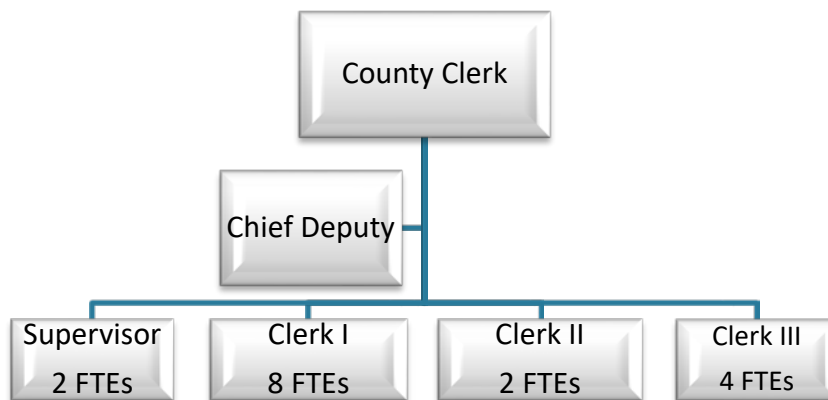 County Clerk
Chief Deputy
Supervisor
2 FTEs
Clerk I
8 FTEs
Clerk II
2 FTEs
Clerk III
4 FTEs